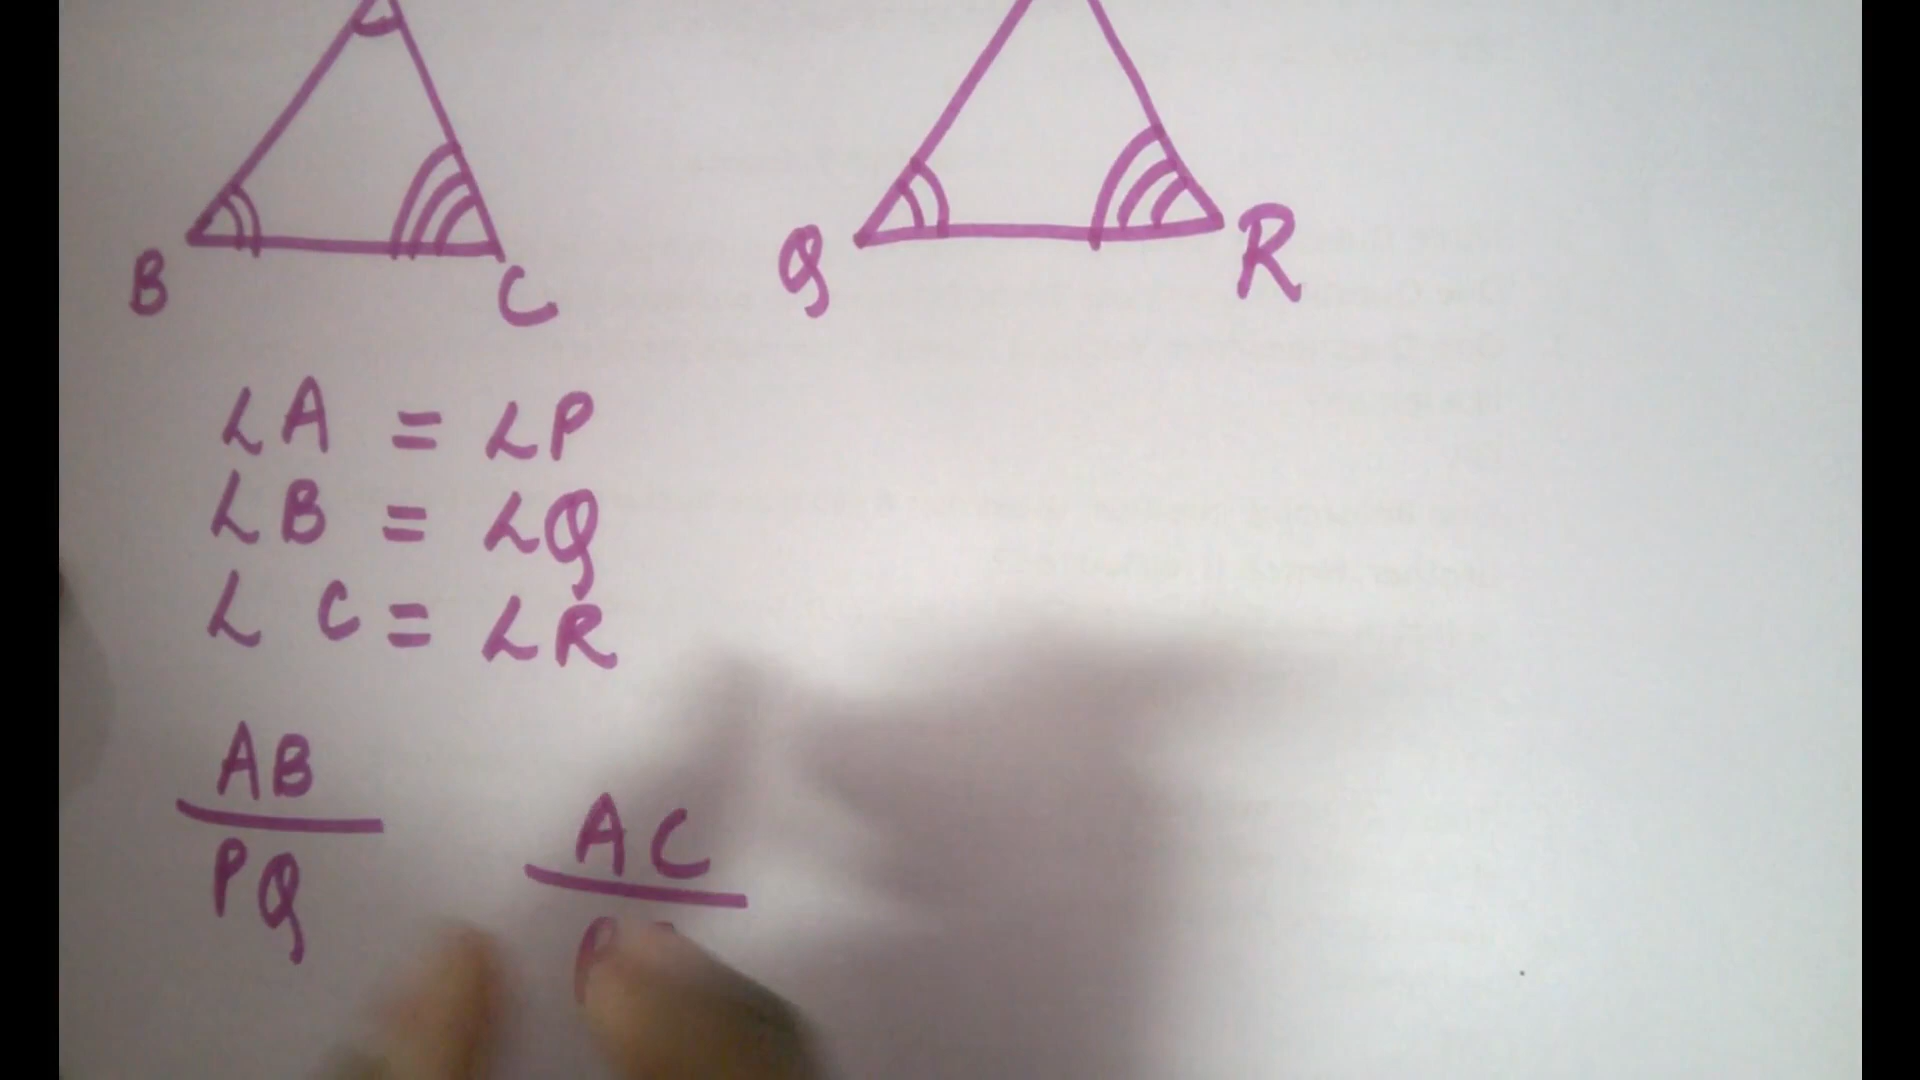 B C Q R
∠A = ∠P
∠B = ∠Q
∠C = ∠R
AB AC
PQ P